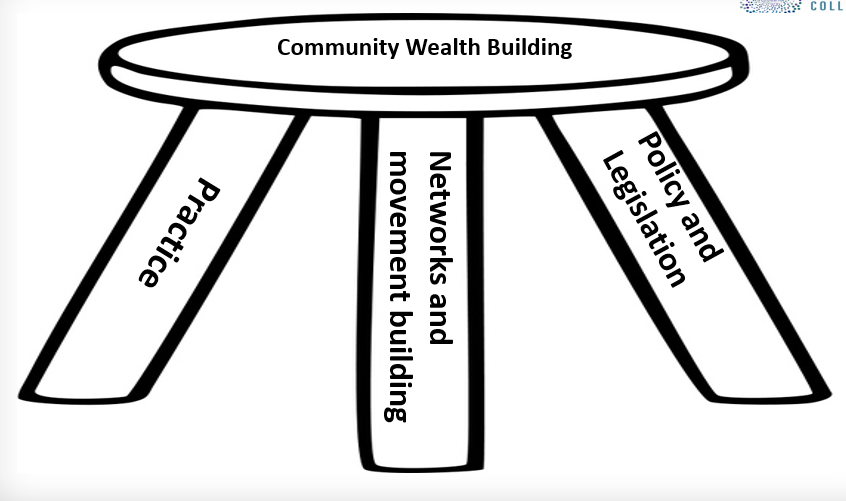 COLL
Community Wealth Building
Practice
Networks and
movement building
Policy and
Legislation